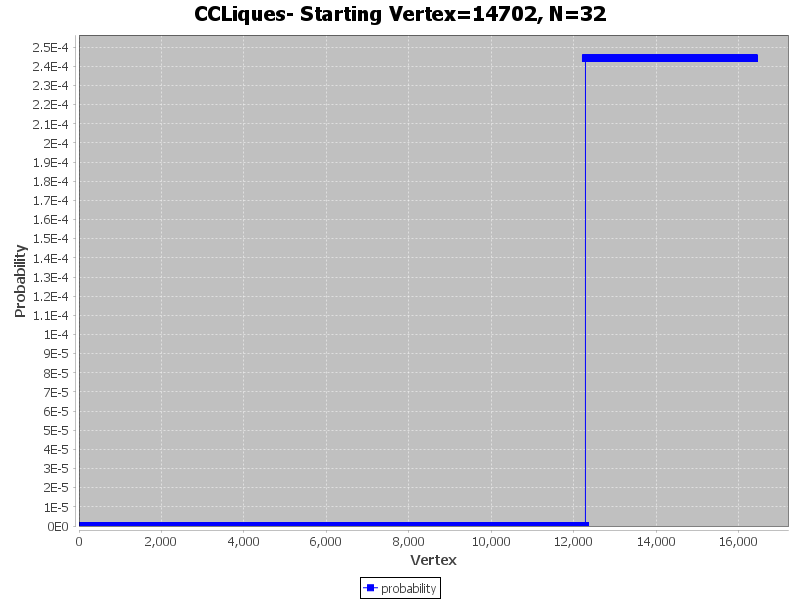 CCLiques- Starting Vertex=14702, N=32
2.5E-4
2.4E-4
2.3E-4
2.2E-4
2.1E-4
2E-4
1.9E-4
1.8E-4
1.7E-4
1.6E-4
1.5E-4
1.4E-4
1.3E-4
1.2E-4
1.1E-4
1E-4
9E-5
8E-5
7E-5
6E-5
5E-5
4E-5
3E-5
2E-5
1E-5
0E0
Probability
0 2,000 4,000 6,000 8,000 10,000 12,000 14,000 16,000
Vertex
probability